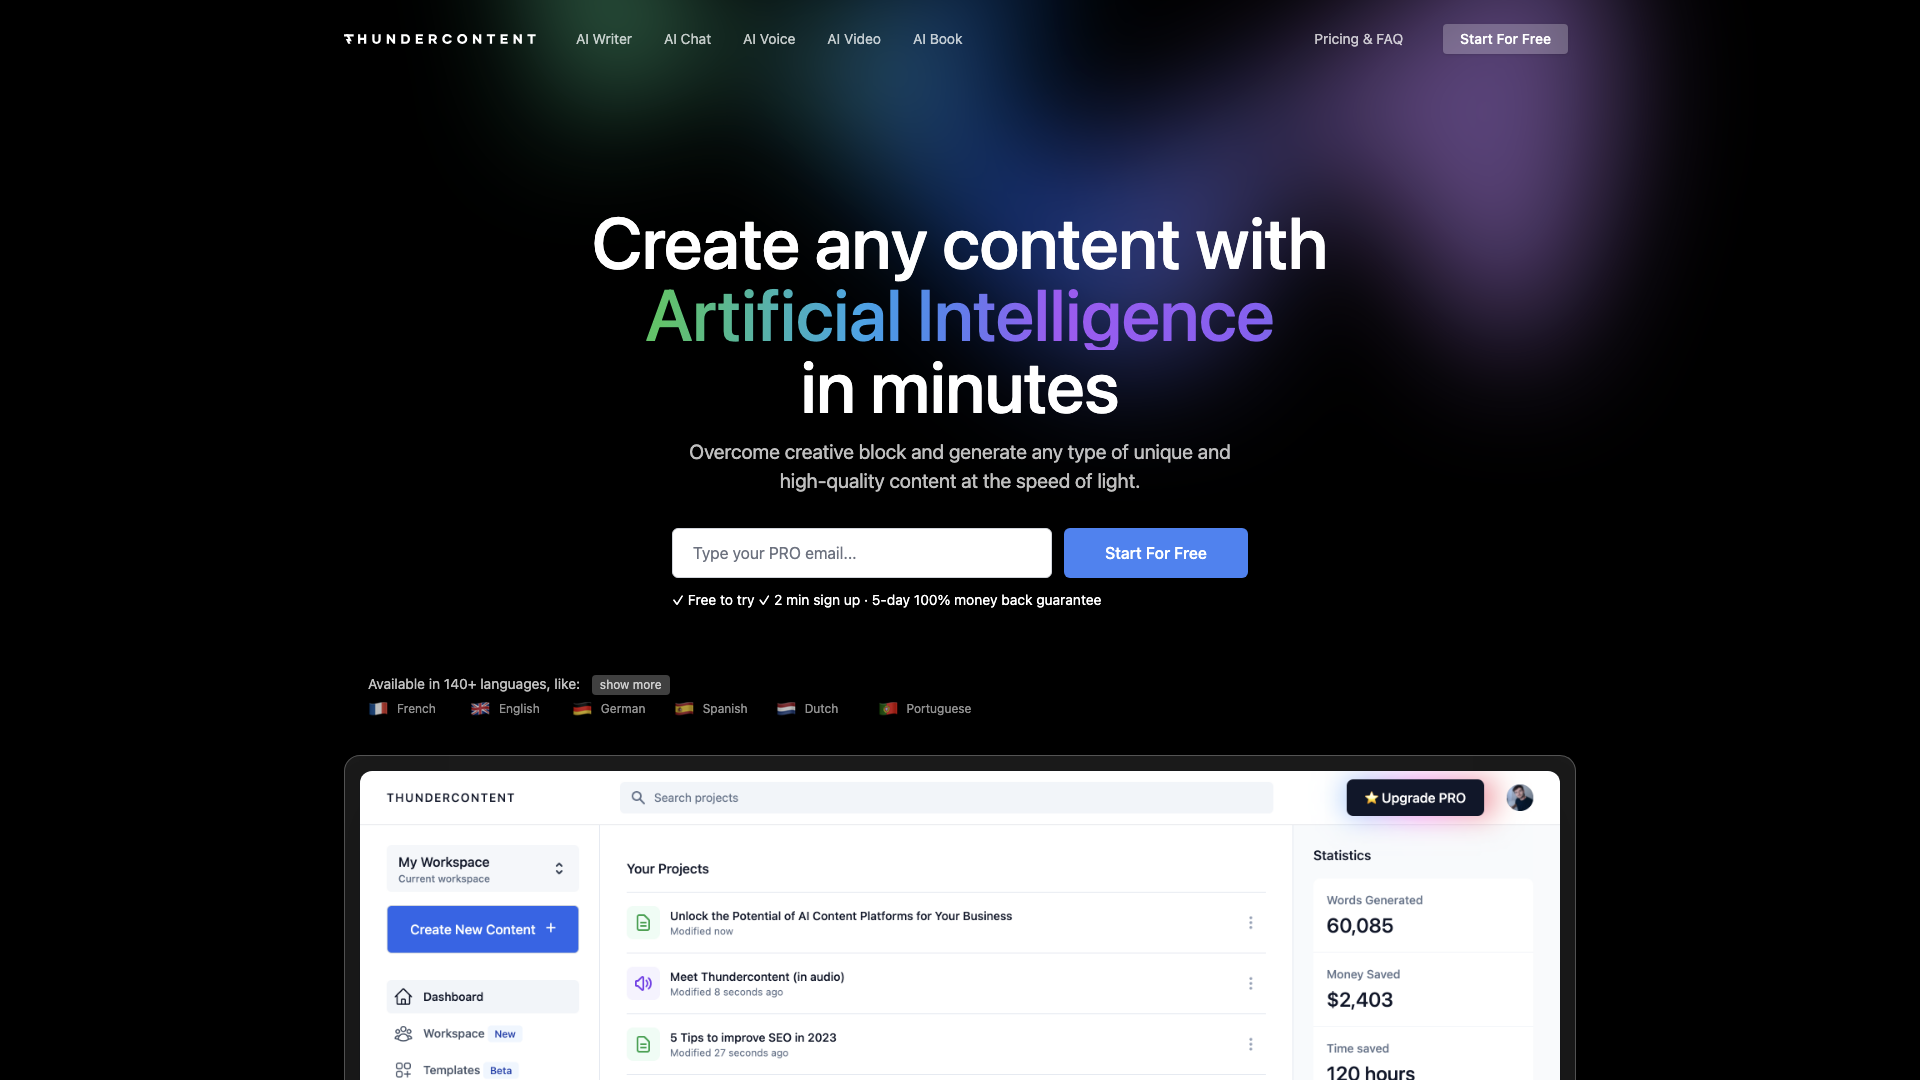 THUNDERCONTENT
AI Writer
AI Chat
AI Voice
AI Video
AI Book
Pricing & FAQ
Start For Free
Create any content with
Artificial Intelligence
in minutes
Overcome creative block and generate any type of unique and
high-quality content at the speed of light.
Type your PRO email...
Start For Free
✓ Free to try ✓ 2 min sign up · 5-day 100% money back guarantee
Available in 140+ languages, like:
show more
French
English
German
Spanish
Dutch
Portuguese
THUNDERCONTENT
Search projects
⭐ Upgrade PRO
My Workspace
Current workspace
Create New Content +
Dashboard
Workspace New
Templates Beta
Your Projects
Unlock the Potential of AI Content Platforms for Your Business
Modified now
Meet Thundercontent (in audio)
Modified 8 seconds ago
5 Tips to improve SEO in 2023
Modified 27 seconds ago
Statistics
Words Generated
60,085
Money Saved
$2,403
Time saved
120 hours